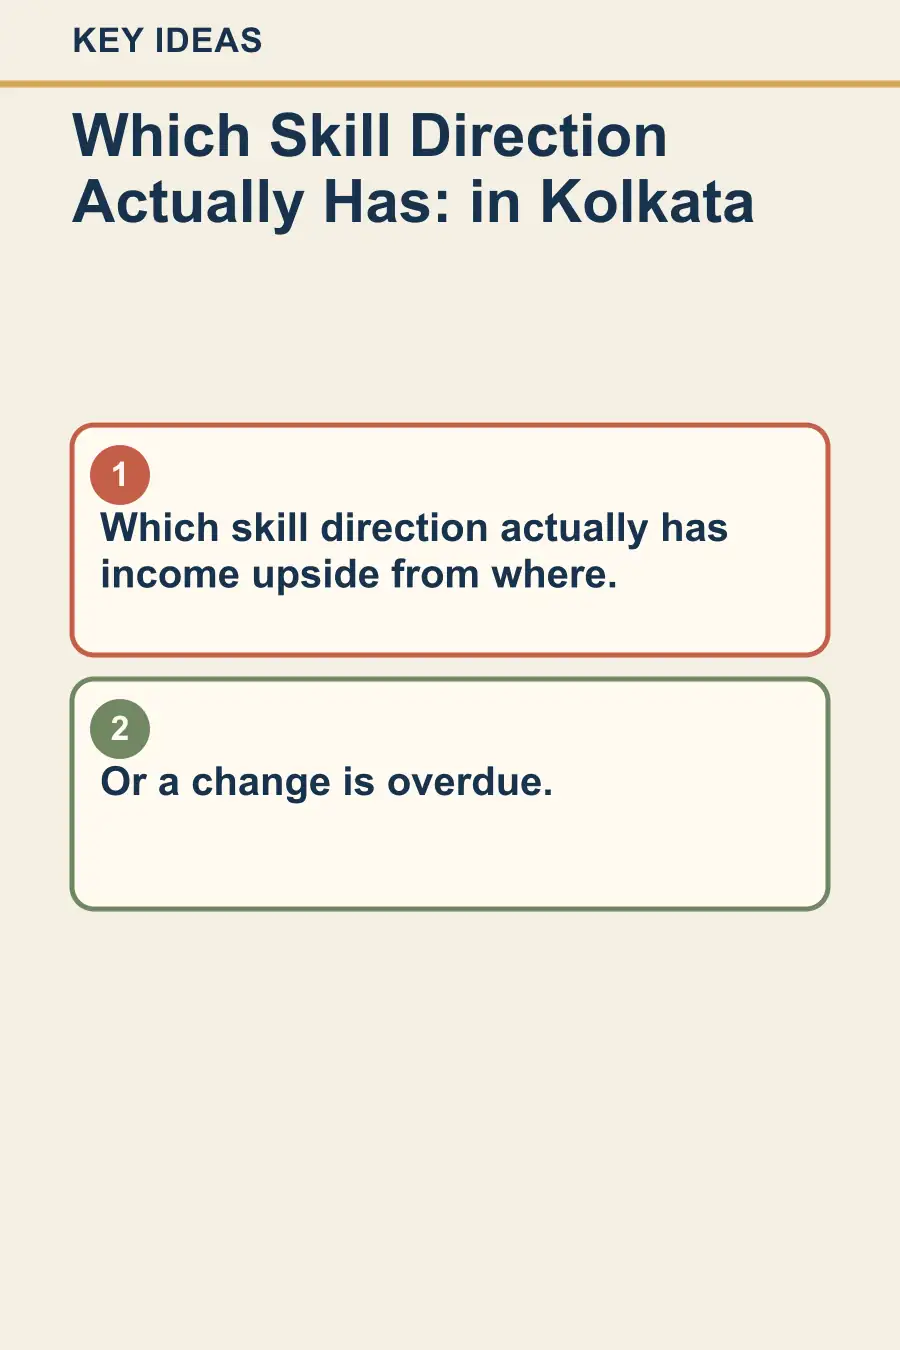 KEY IDEAS
Which Skill Direction
Actually Has: in Kolkata
1
Which skill direction actually has
income upside from where.
2
Or a change is overdue.